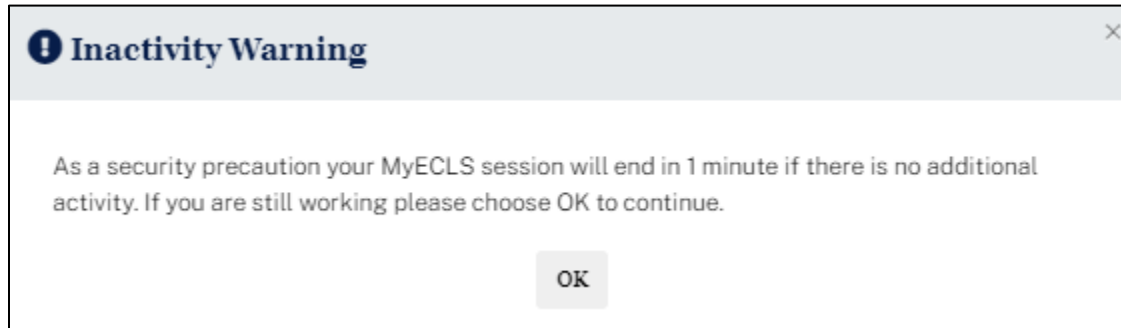 Inactivity Warning
As a security precaution your MyECLS session will end in 1 minute if there is no additional
activity. If you are still working please choose OK to continue.
OK